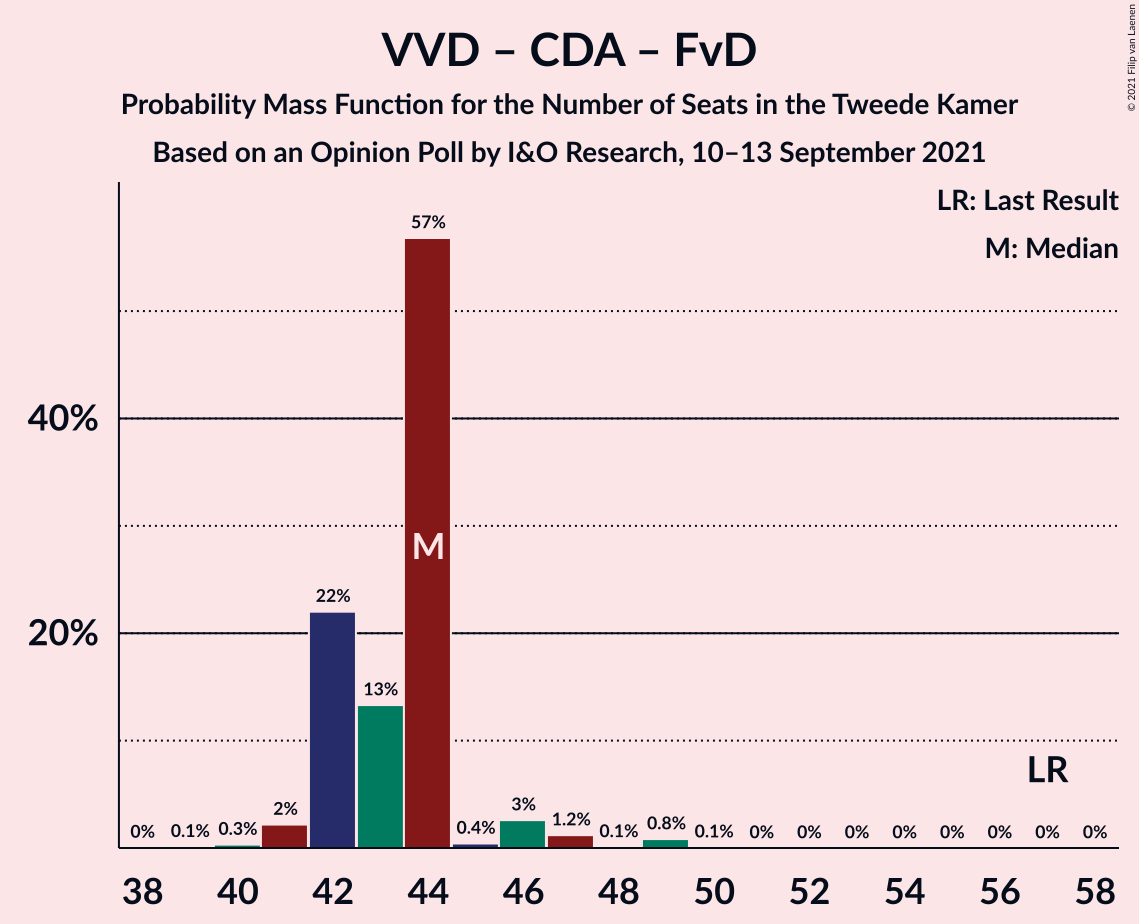 VVD – CDA – FvD
Probability Mass Function for the Number of Seats in the Tweede Kamer
Based on an Opinion Poll by I&O Research, 10–13 September 2021
© 2021 Filip van Laenen
LR: Last Result
M: Median
57%
40%
M
22%
20%
13%
LR
0% 0.1% 0.3% 2% 0.4% 3% 1.2% 0.1% 0.8% 0.1% 0% 0% 0% 0% 0% 0% 0% 0%
38 40 42 44 46 48 50 52 54 56 58